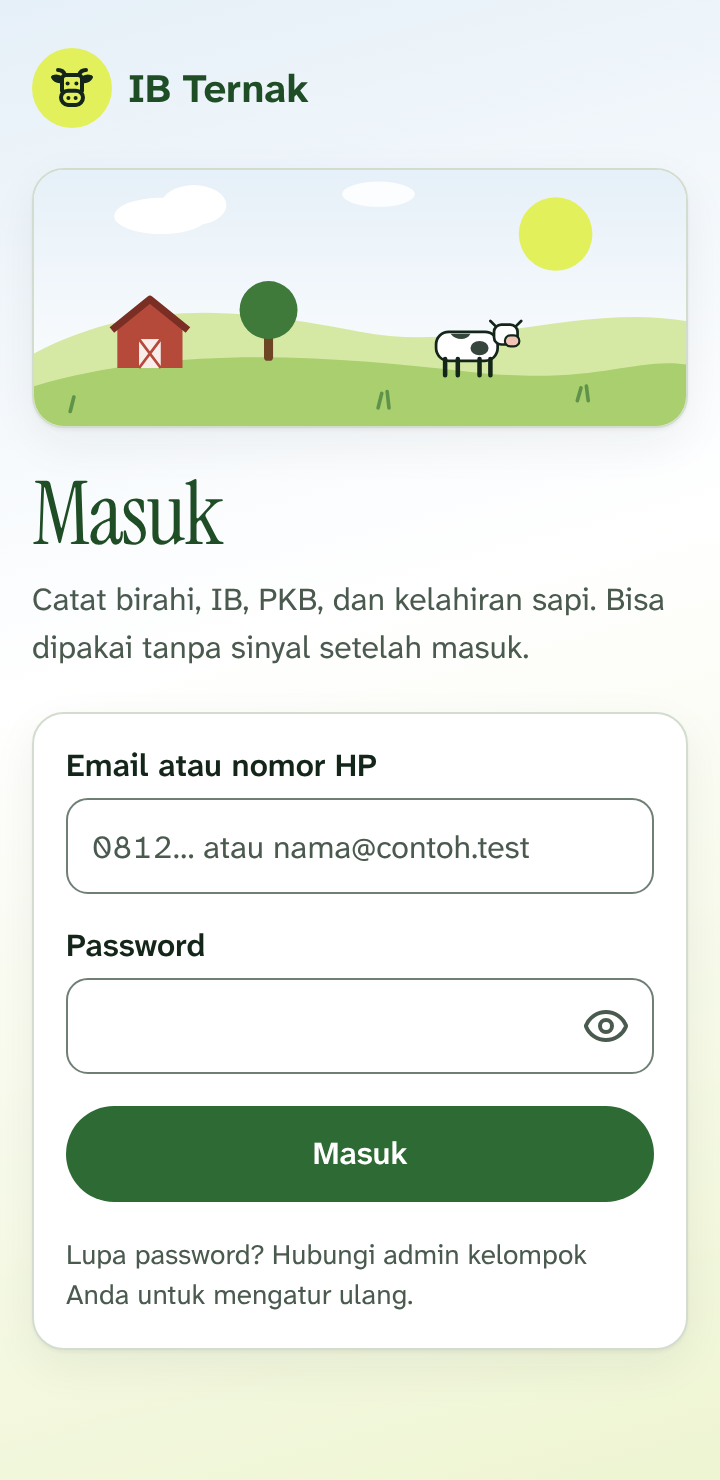 IB Ternak
Masuk
Catat birahi, IB, PKB, dan kelahiran sapi. Bisa
dipakai tanpa sinyal setelah masuk.
Email atau nomor HP
0812... atau nama@contoh.test
Password
Masuk
Lupa password? Hubungi admin kelompok
Anda untuk mengatur ulang.